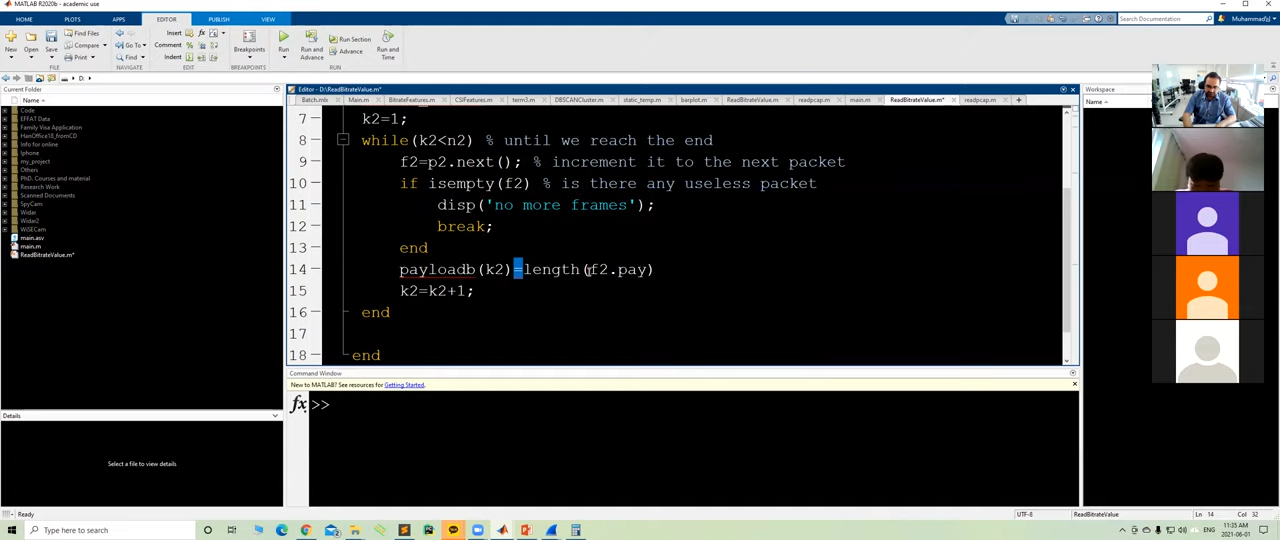 MATLAB R2020b - academic use
HOME PLOTS APPS EDITOR PUBLISH VIEW
Search Documentation Muhammad
New Open Save Find Files Compare Print Go To Find Insert Comment Indent Breakpoints Run Run and Advance Run Section Advance Run and Time
FILE NAVIGATE EDIT BREAKPOINTS RUN
D:
Current Folder
Name
Code
EFFAT Data
Family Visa Application
HanOffice18_fromCD
Info for online
Iphone
my_project
Others
PhD. Courses and material
Research Work
Scanned Documents
SpyCam
Widar
Widar2
WiSECam
main.asv
main.m
ReadBitrateValue.m*
Details
Select a file to view details
Editor - D:\ReadBitrateValue.m*
Batch.mlx Main.m BitrateFeatures.m CSIFeatures.m term3.m DBSCANCluster.m static_temp.m barplot.m ReadBitrateValue.m readpcap.m main.m ReadBitrateValue.m* readpcap.m
7 k2=1;
8 while(k2<n2) % until we reach the end
9 f2=p2.next(); % increment it to the next packet
10 if isempty(f2) % is there any useless packet
11 disp('no more frames');
12 break;
13 end
14 payloadb(k2)=length(f2.pay)
15 k2=k2+1;
16 end
17
18 end
Command Window
New to MATLAB? See resources for Getting Started.
fx >>
Workspace
Name
Ready
UTF-8 ReadBitrateValue Ln 14 Col 32
Type here to search
ENG
11:35 AM
2021-06-01